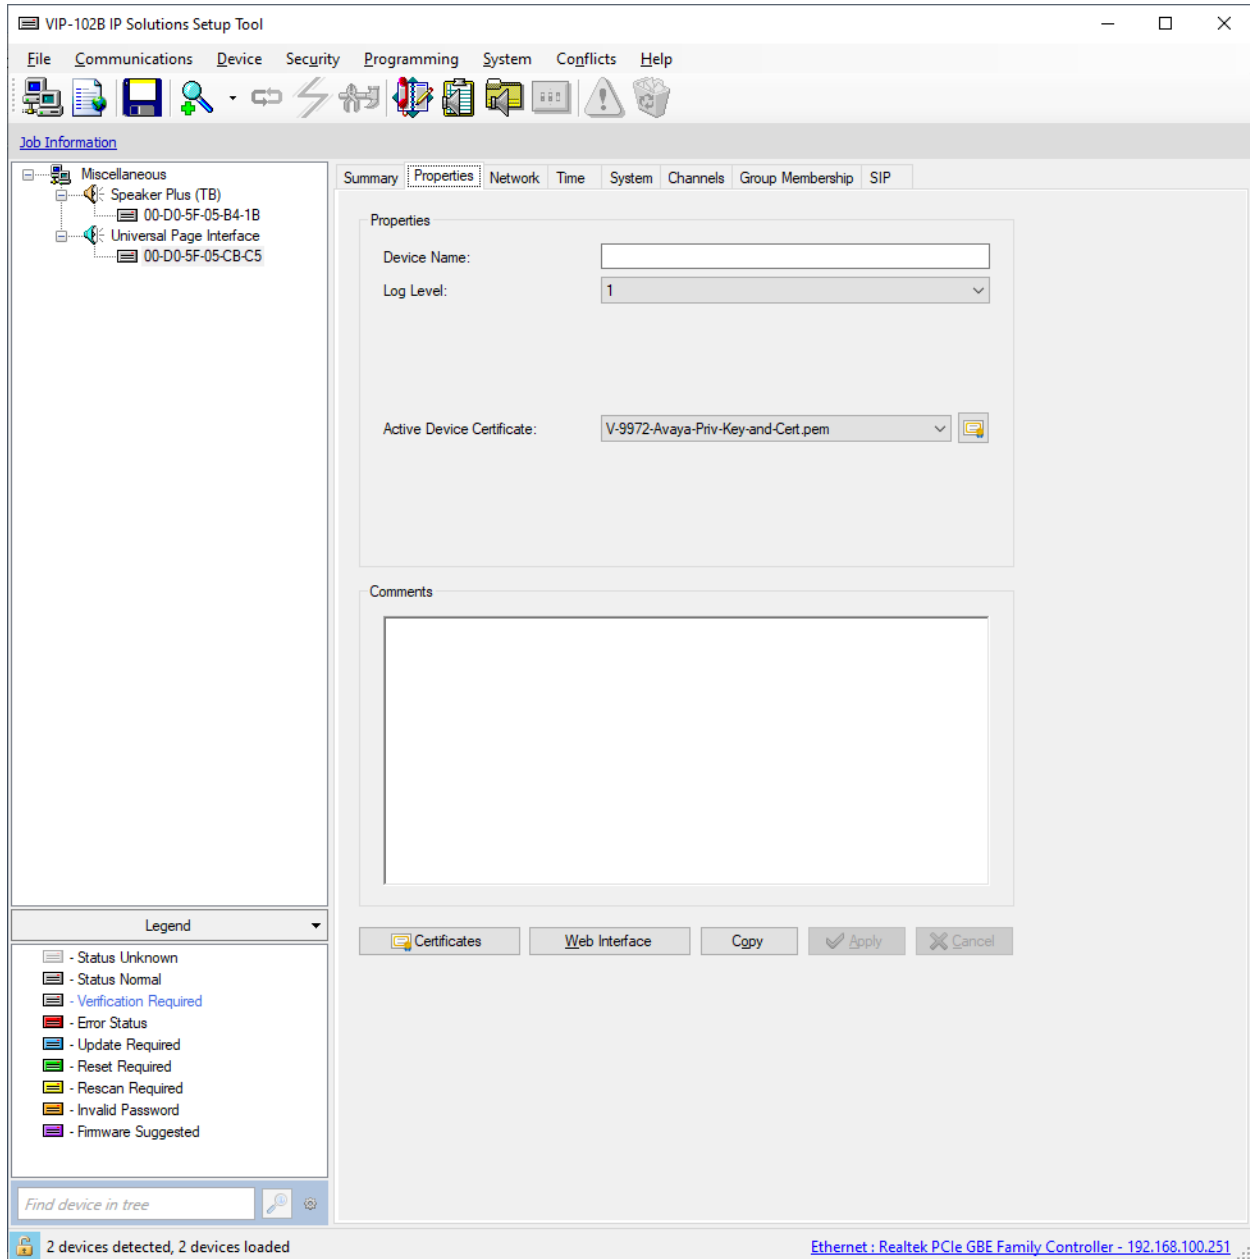 VIP-102B IP Solutions Setup Tool
File Communications Device Security Programming System Conflicts Help
Job Information
Miscellaneous
Speaker Plus (TB)
00-D0-5F-05-B4-1B
Universal Page Interface
00-D0-5F-05-CB-C5
Summary Properties Network Time System Channels Group Membership SIP
Properties
Device Name:
Log Level: 1
Active Device Certificate: V-9972-Avaya-Priv-Key-and-Cert.pem
Comments
Certificates Web Interface Copy Apply Cancel
Legend
- Status Unknown
- Status Normal
- Verification Required
- Error Status
- Update Required
- Reset Required
- Rescan Required
- Invalid Password
- Firmware Suggested
Find device in tree
2 devices detected, 2 devices loaded
Ethernet : Realtek PCIe GBE Family Controller - 192.168.100.251